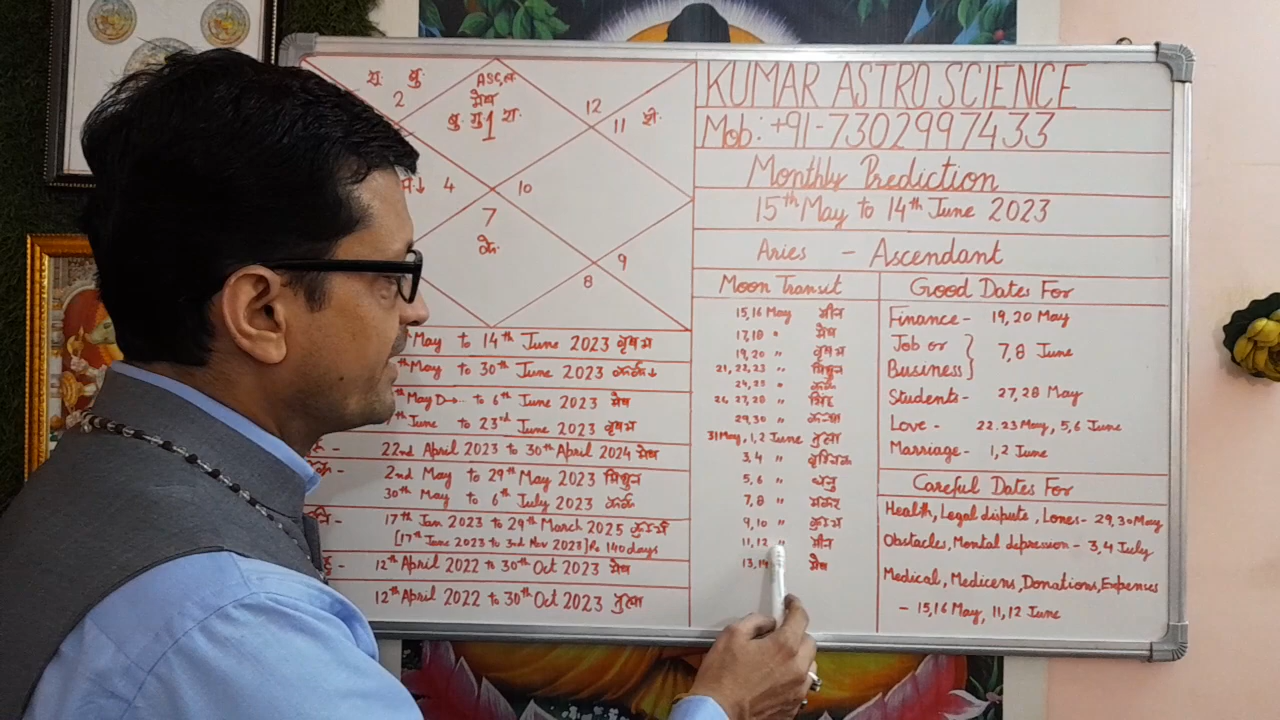 शु. बु.
2
ASC, ल.
मेष
बु. गु. 1 रा.
12
11 श.
4
10
7
के.
9
8
May to 14th June 2023 वृषभ
May to 30th June 2023 कर्क↓
May D→... to 6th June 2023 मेष
June to 23rd June 2023 वृषभ
22nd April 2023 to 30th April 2024 मेष
2nd May to 29th May 2023 मिथुन
30th May to 6th July 2023 कर्क
17th Jan 2023 to 29th March 2025 कुम्भ
[17th June 2023 to 3rd Nov 2023] R 140 days
12th April 2022 to 30th Oct 2023 मेष
12th April 2022 to 30th Oct 2023 तुला
KUMAR ASTRO SCIENCE
Mob: +91-7302997433
Monthly Prediction
15th May to 14th June 2023
Aries - Ascendant
Moon Transit
15, 16 May मीन
17, 18 " मेष
19, 20 " वृषभ
21, 22, 23 " मिथुन
24, 25 " कर्क
26, 27, 28 " सिंह
29, 30 " कन्या
31 May, 1, 2 June तुला
3, 4 " वृश्चिक
5, 6 " धनु
7, 8 " मकर
9, 10 " कुम्भ
11, 12 " मीन
13, मेष
Good Dates For
Finance - 19, 20 May
Job or
Business } 7, 8 June
Students - 27, 28 May
Love - 22. 23 May, 5, 6 June
Marriage - 1, 2 June
Careful Dates For
Health, Legal dispute, Lones - 29, 30 May
Obstacles, Mental depression - 3, 4 July
Medical, Medicens, Donations, Expenses
- 15, 16 May, 11, 12 June